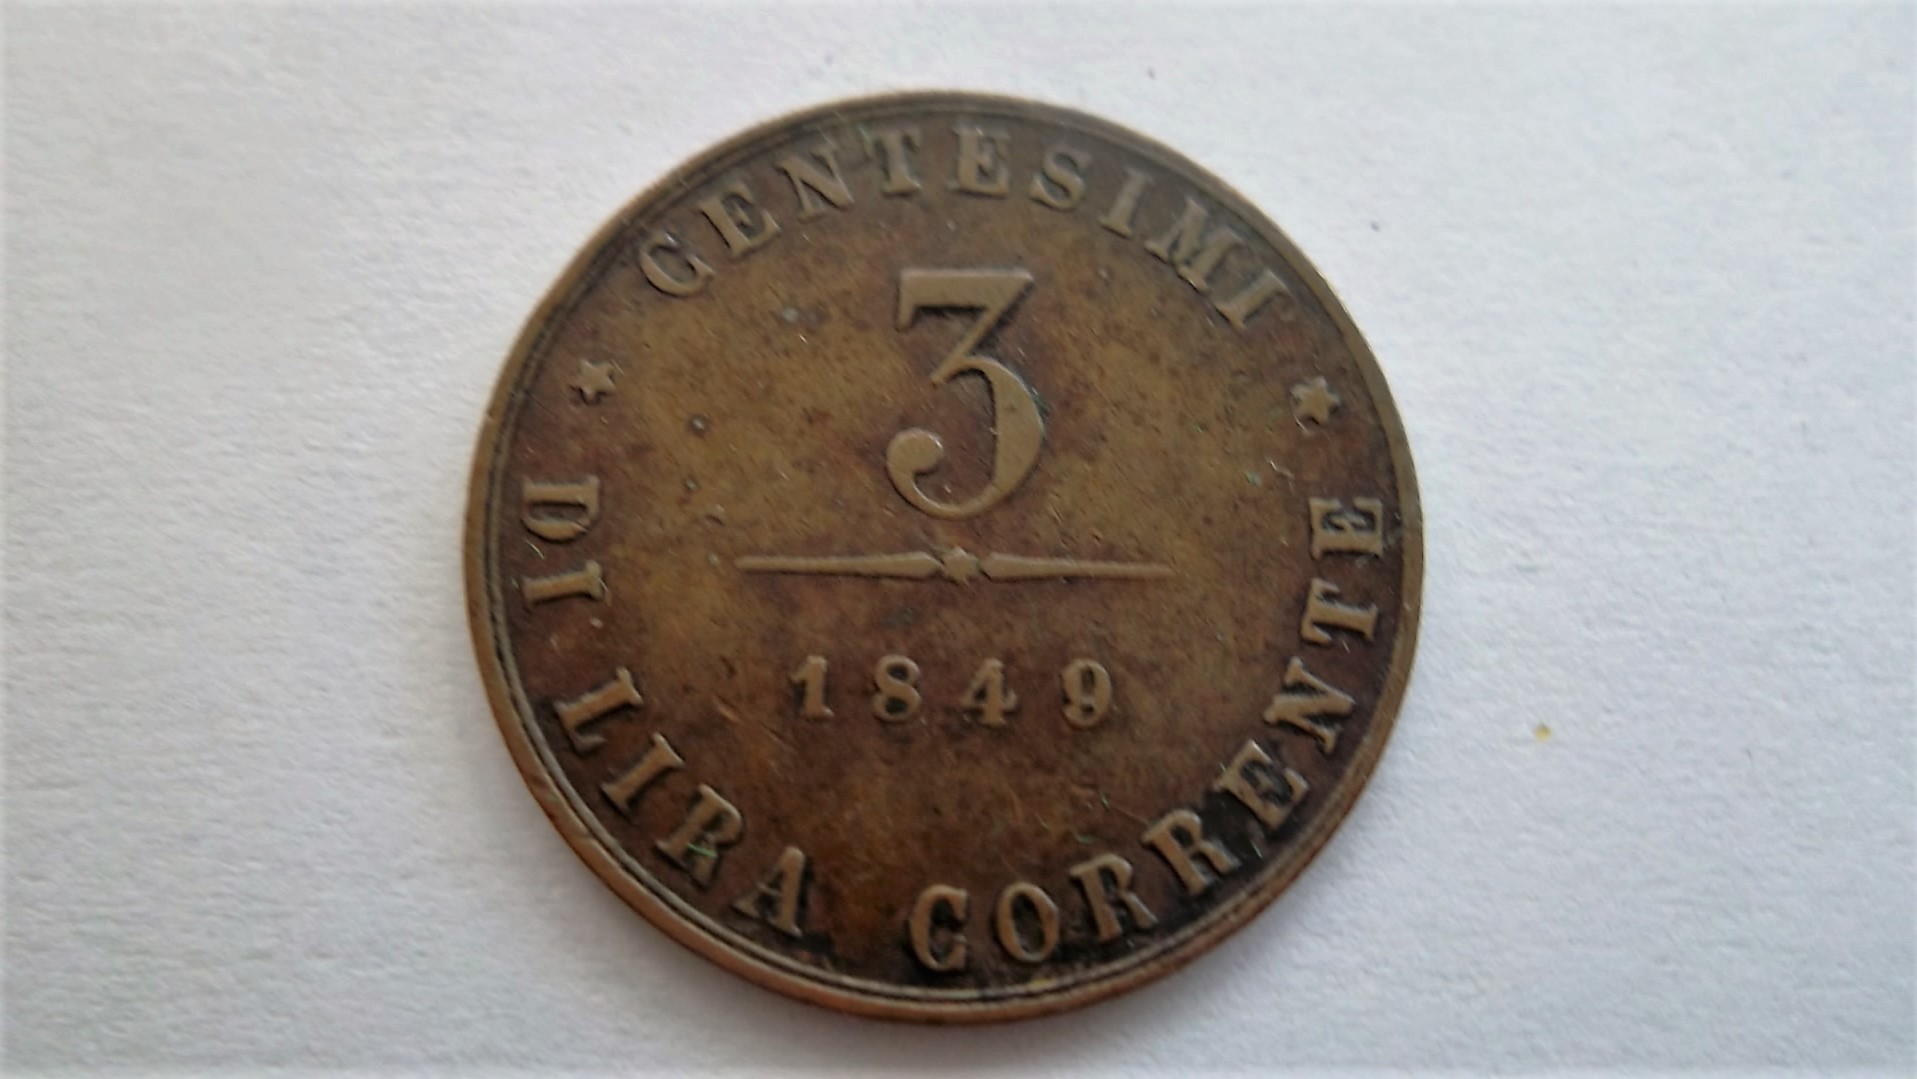 CENTESIMI
3
1849
DI LIRA CORRENTE